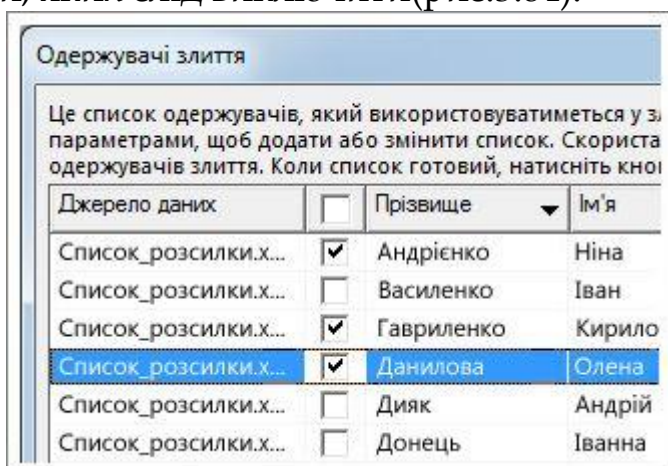 Одержувачі злиття
Це список одержувачів, який використовуватиметься у
параметрами, щоб додати або змінити список. Скориста
одержувачів злиття. Коли список готовий, натисніть кно
Джерело даних Прізвище Ім'я
Список_розсилки.x... Андрієнко Ніна
Список_розсилки.x... Василенко Іван
Список_розсилки.x... Гавриленко Кирило
Список_розсилки.x... Данилова Олена
Список_розсилки.x... Дияк Андрій
Список_розсилки.x... Донець Іванна